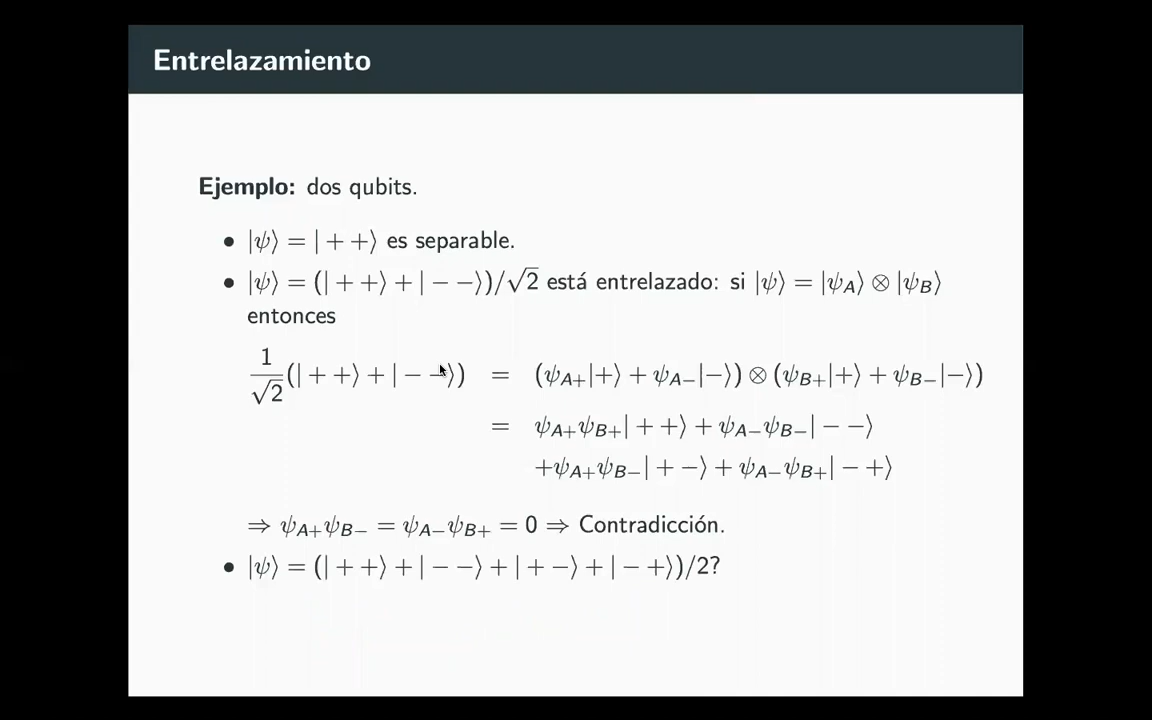 Entrelazamiento
Ejemplo: dos qubits.
• |ψ⟩ = | + +⟩ es separable.
• |ψ⟩ = (| + +⟩ + | − −⟩)/√2 está entrelazado: si |ψ⟩ = |ψ_A⟩ ⊗ |ψ_B⟩
entonces
1/√2 (| + +⟩ + | − −⟩) = (ψ_{A+}|+⟩ + ψ_{A−}|−⟩) ⊗ (ψ_{B+}|+⟩ + ψ_{B−}|−⟩)
= ψ_{A+}ψ_{B+}| + +⟩ + ψ_{A−}ψ_{B−}| − −⟩
+ψ_{A+}ψ_{B−}| + −⟩ + ψ_{A−}ψ_{B+}| − +⟩
⇒ ψ_{A+}ψ_{B−} = ψ_{A−}ψ_{B+} = 0 ⇒ Contradicción.
• |ψ⟩ = (| + +⟩ + | − −⟩ + | + −⟩ + | − +⟩)/2?